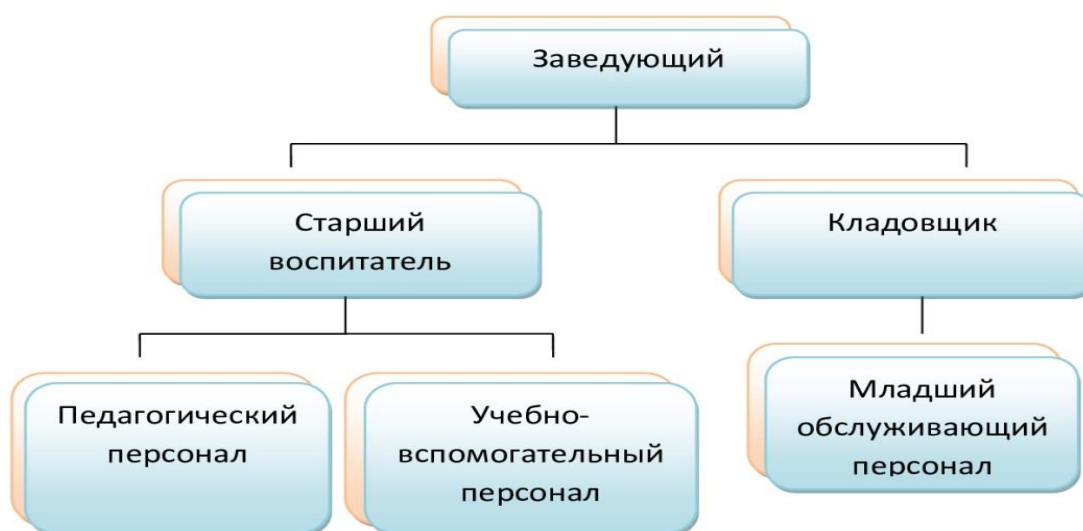 Заведующий
Старший
воспитатель
Кладовщик
Педагогический
персонал
Учебно-
вспомогательный
персонал
Младший
обслуживающий
персонал